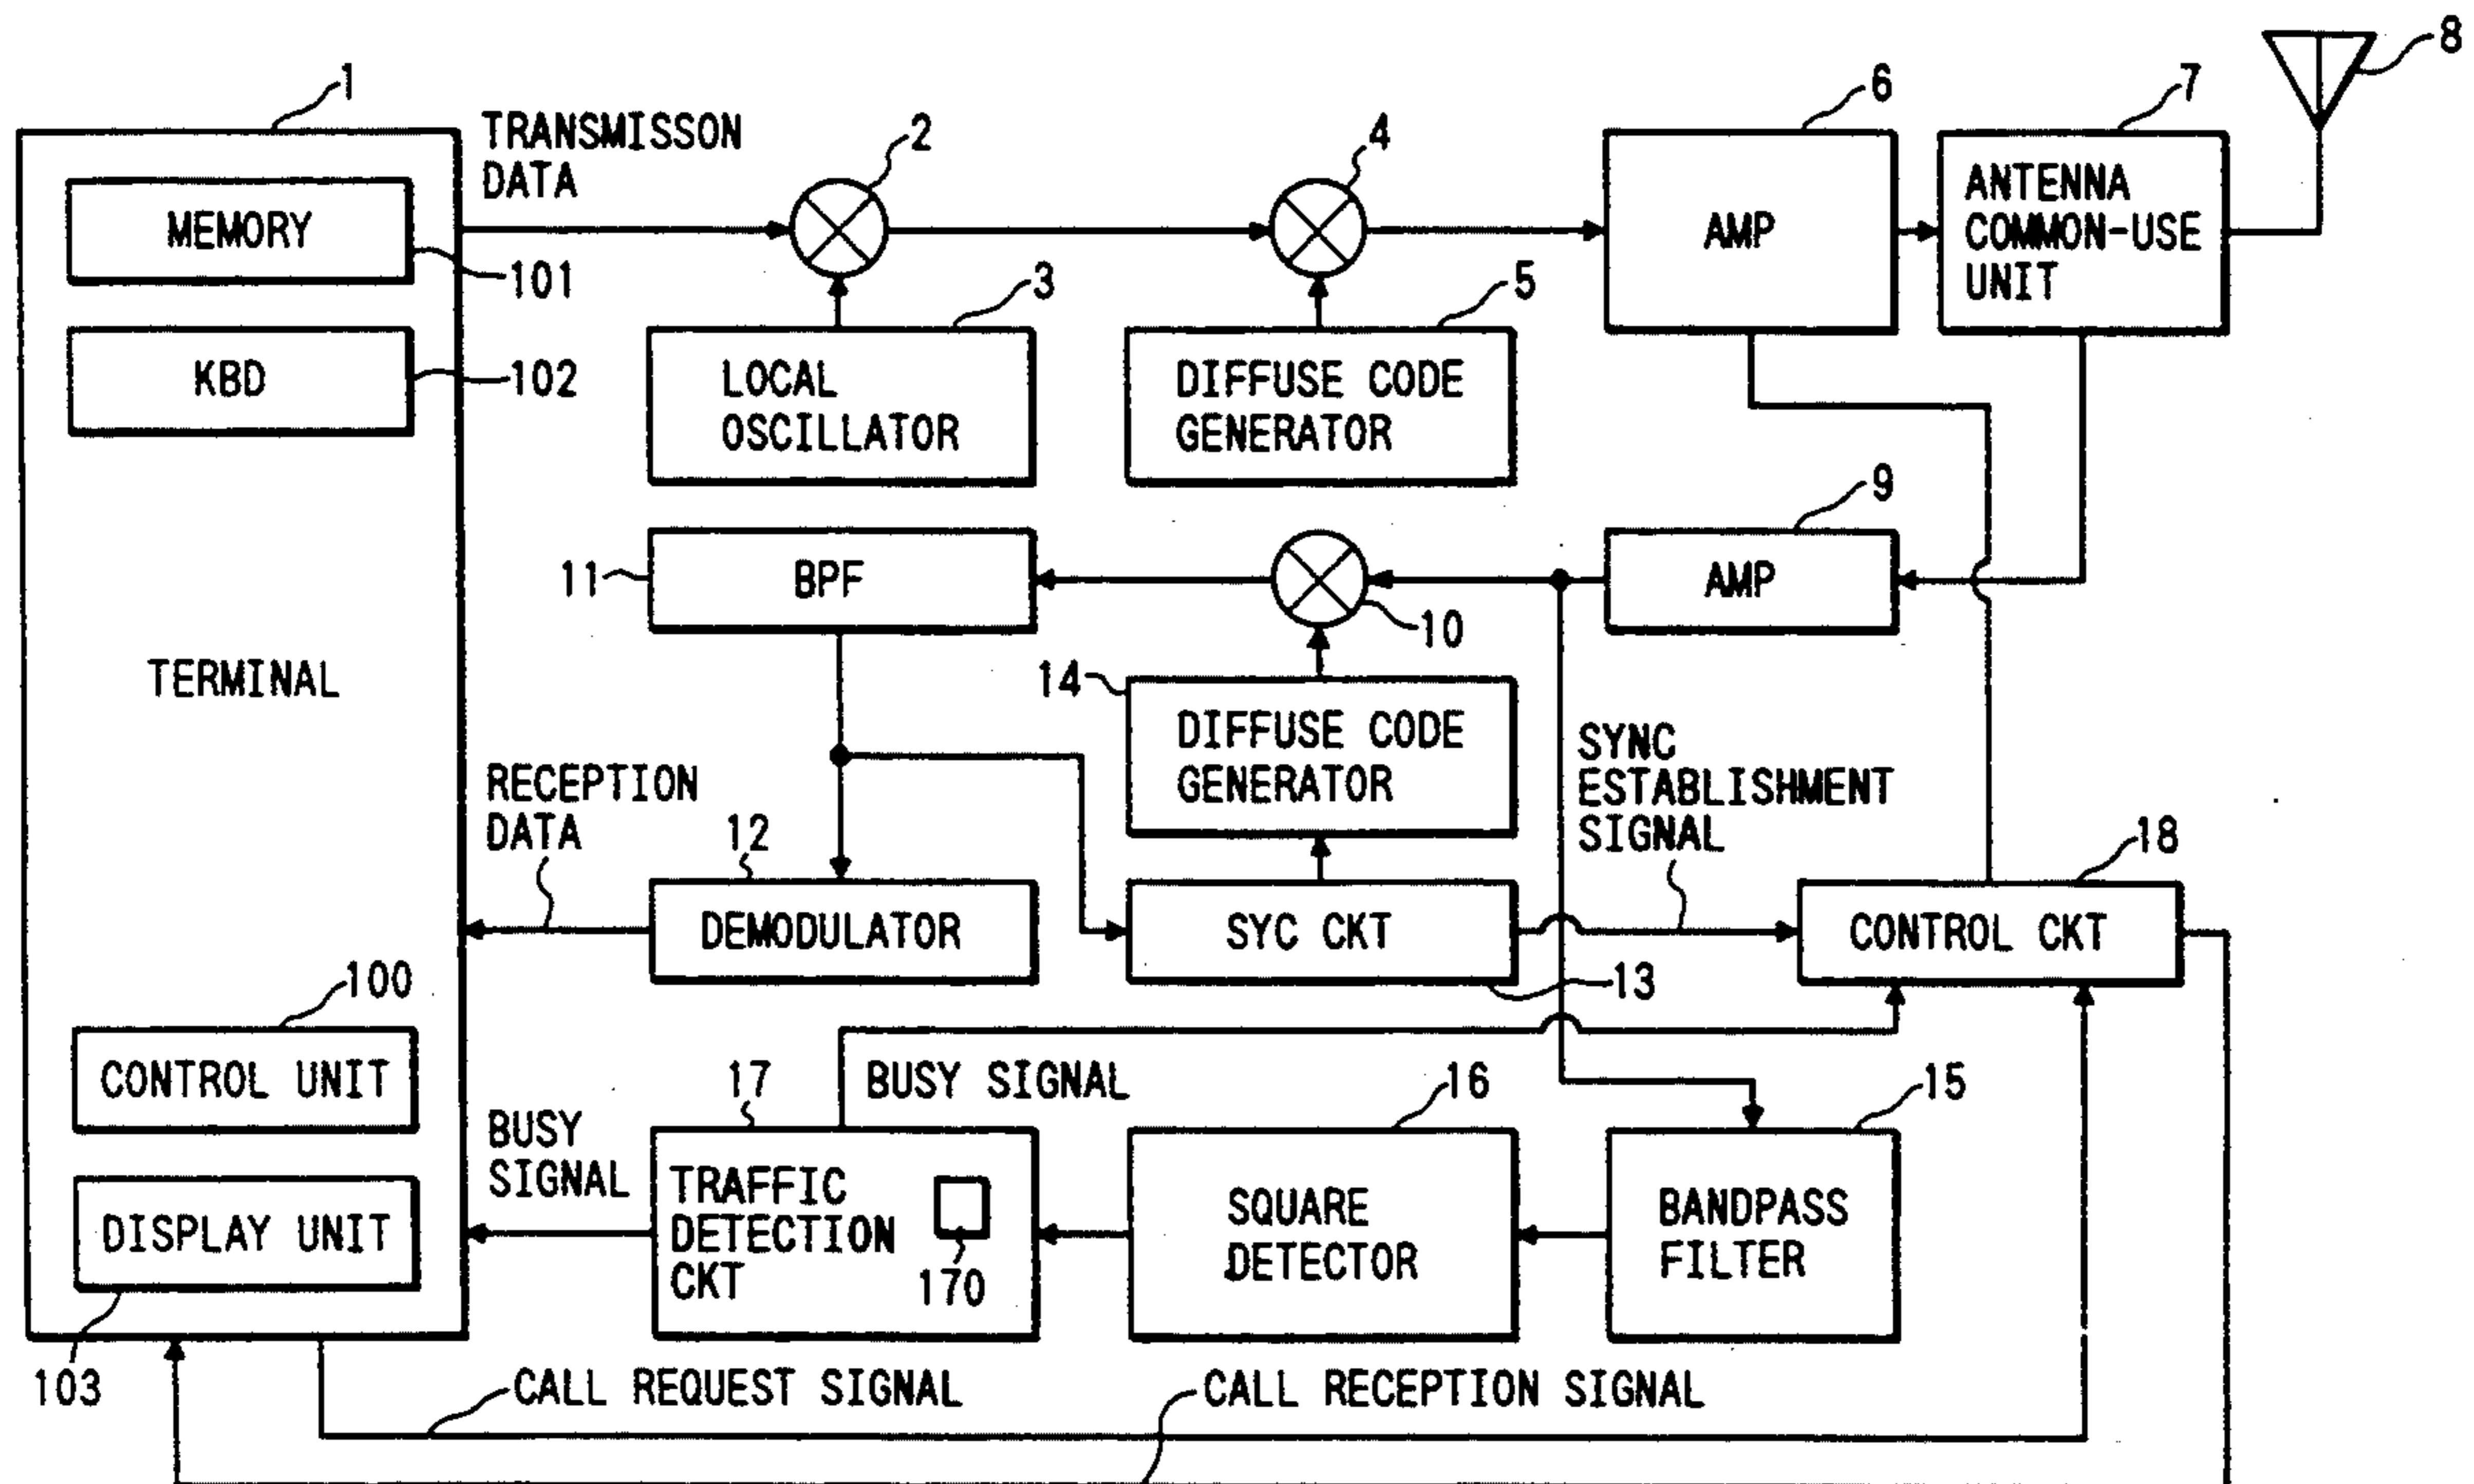 1
TRANSMISSON
DATA
2
4
6
7
8
MEMORY
101
AMP
ANTENNA
COMMON-USE
UNIT
3
5
KBD
102
LOCAL
OSCILLATOR
DIFFUSE CODE
GENERATOR
9
11
BPF
10
AMP
TERMINAL
14
DIFFUSE CODE
GENERATOR
SYNC
ESTABLISHMENT
SIGNAL
RECEPTION
DATA
12
18
DEMODULATOR
SYC CKT
CONTROL CKT
13
100
CONTROL UNIT
17
BUSY SIGNAL
16
15
BUSY
SIGNAL
DISPLAY UNIT
TRAFFIC
DETECTION
CKT
170
SQUARE
DETECTOR
BANDPASS
FILTER
103
CALL REQUEST SIGNAL
CALL RECEPTION SIGNAL